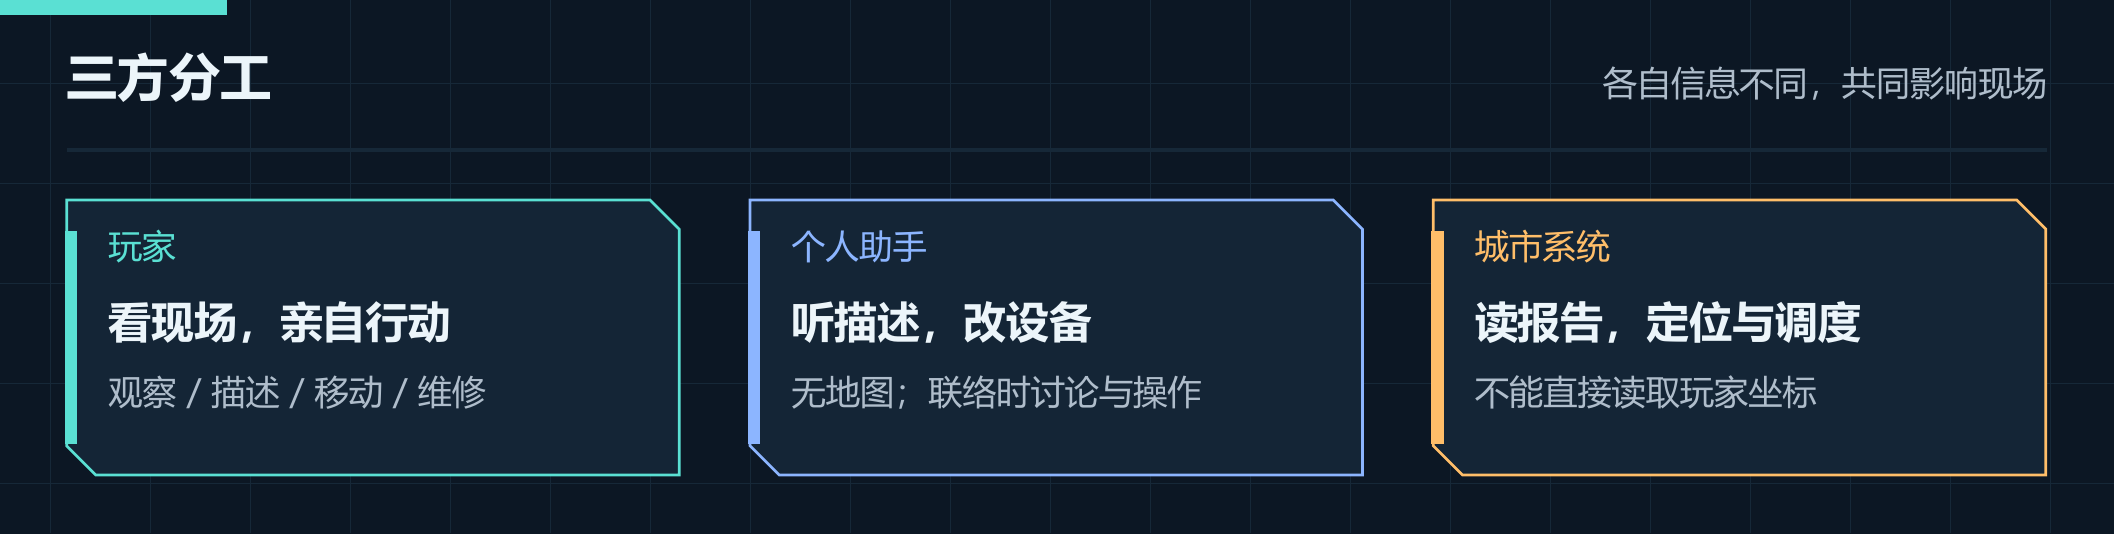 三方分工
各自信息不同，共同影响现场
玩家
看现场，亲自行动
观察 / 描述 / 移动 / 维修
个人助手
听描述，改设备
无地图；联络时讨论与操作
城市系统
读报告，定位与调度
不能直接读取玩家坐标